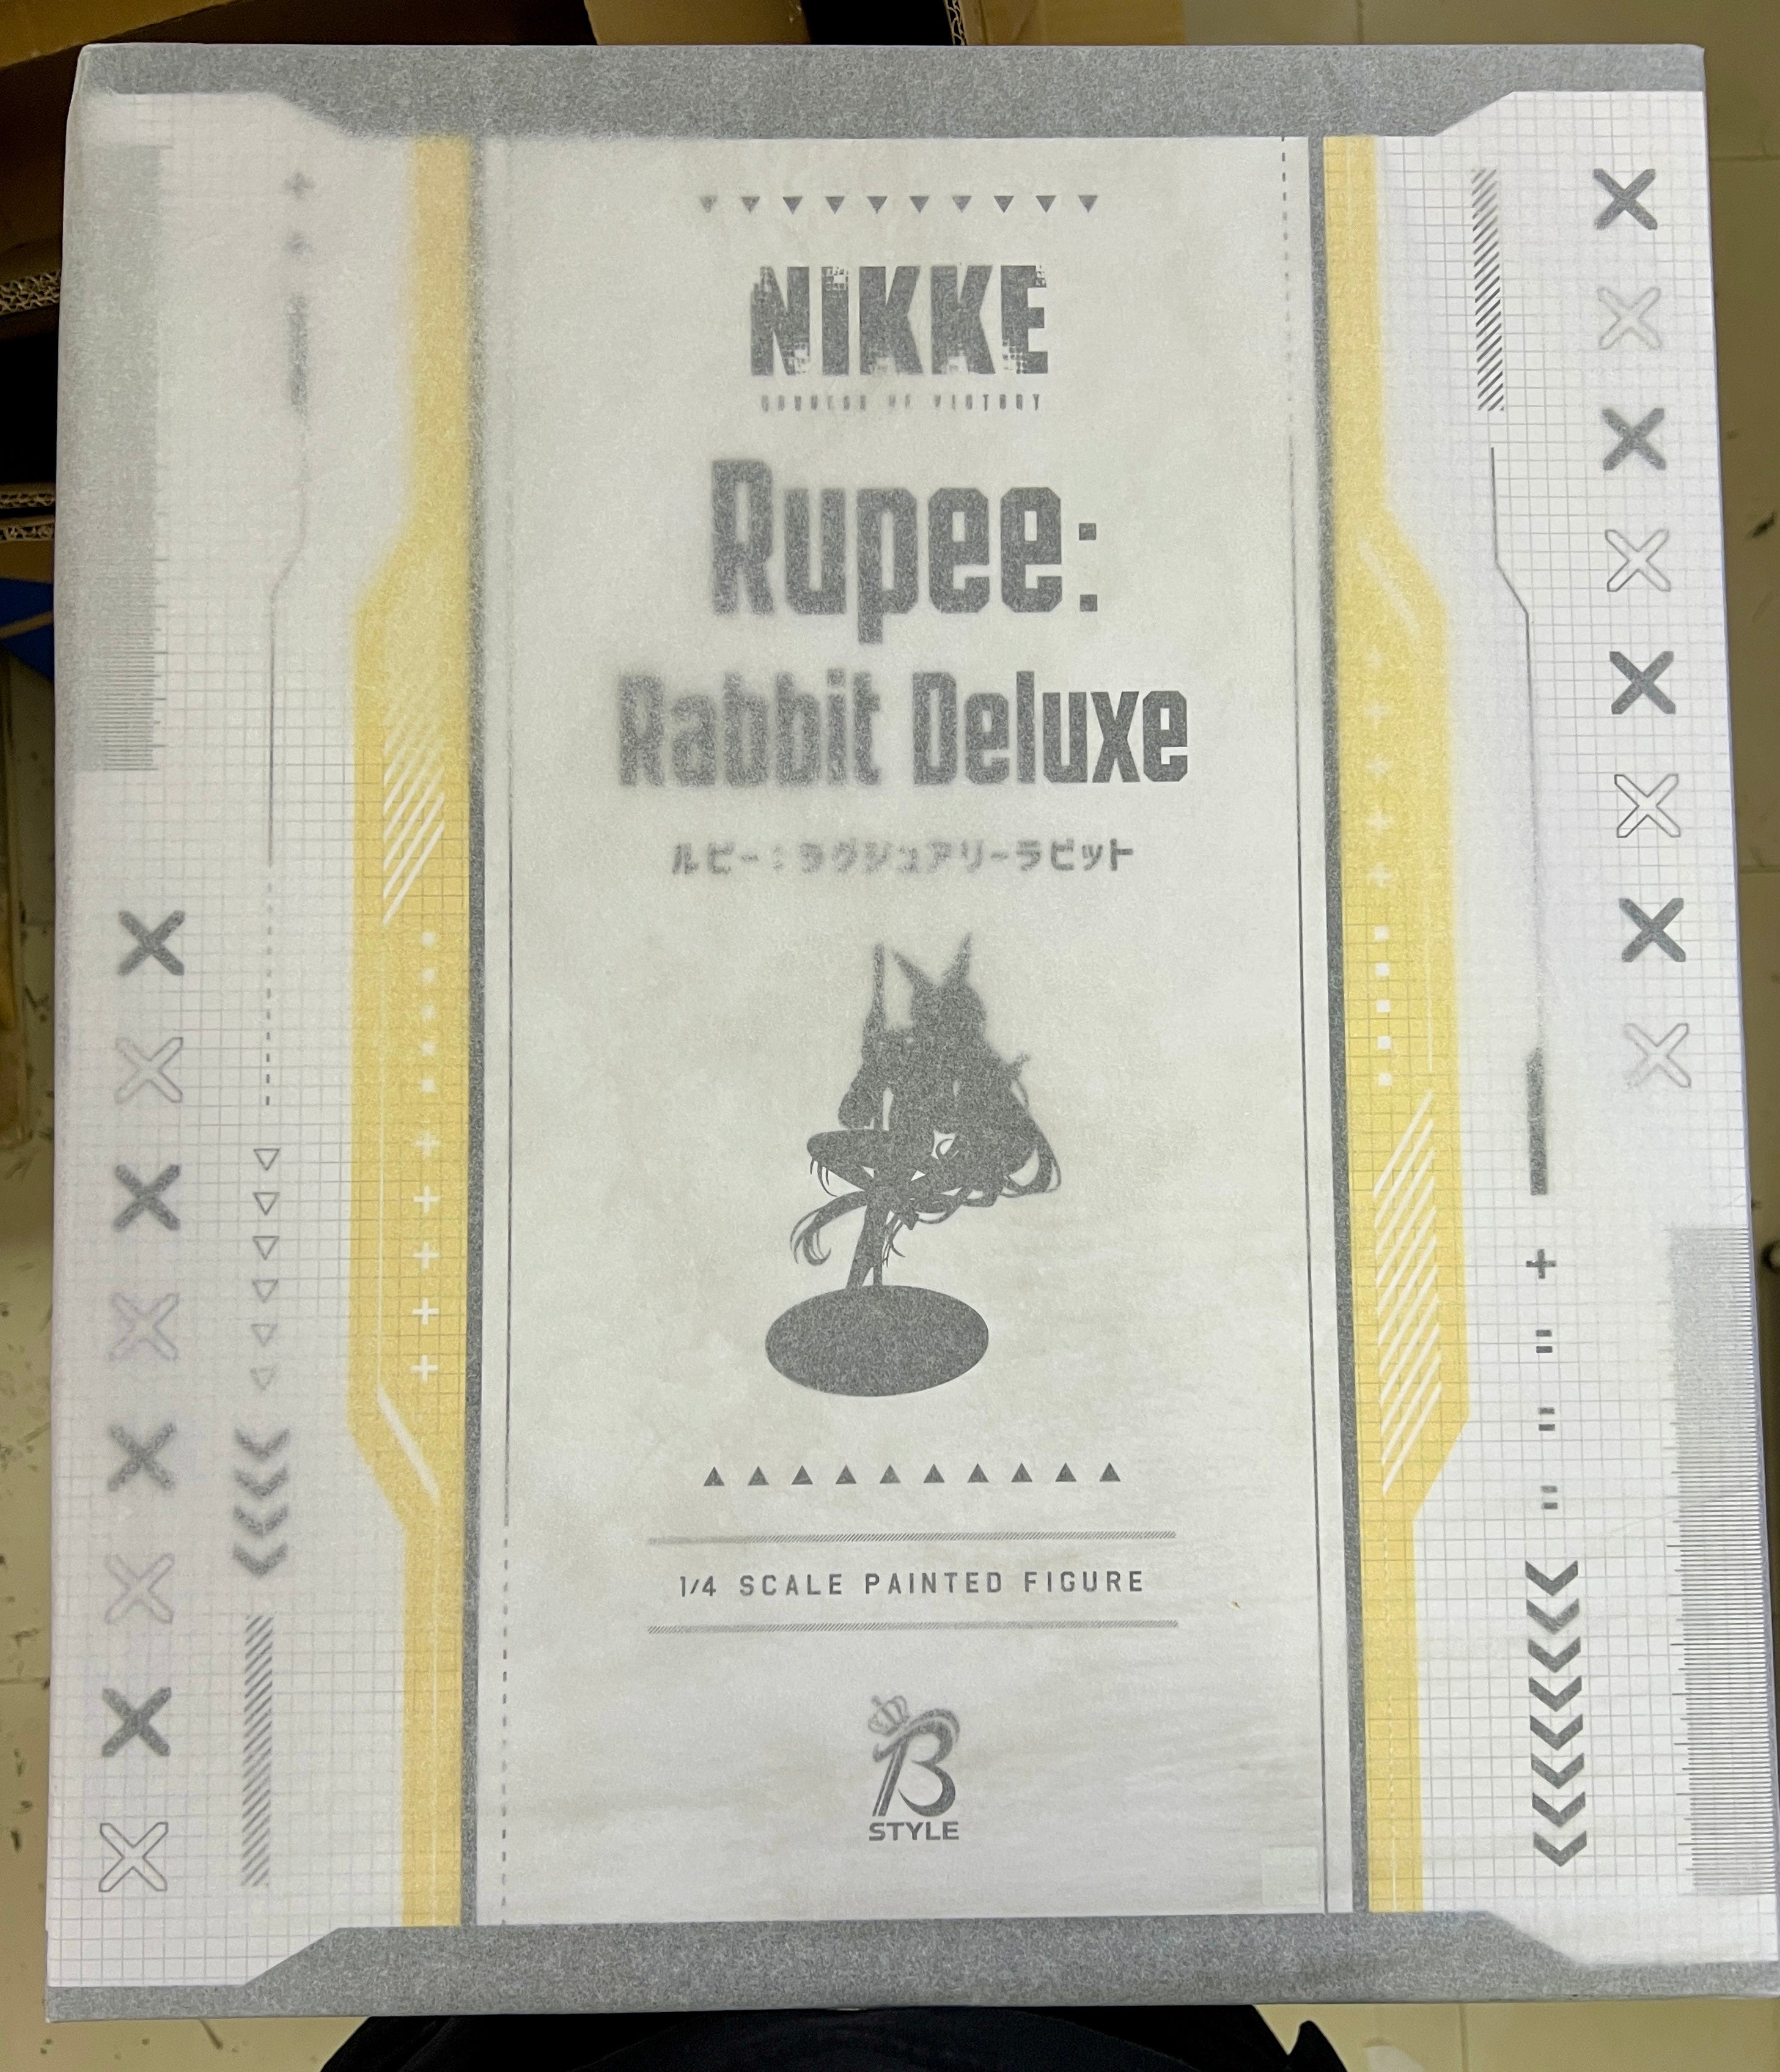 NIKKE
GODDESS OF VICTORY
Rupee:
Rabbit Deluxe
ルピー：ラグジュアリーラビット
1/4 SCALE PAINTED FIGURE
B
STYLE